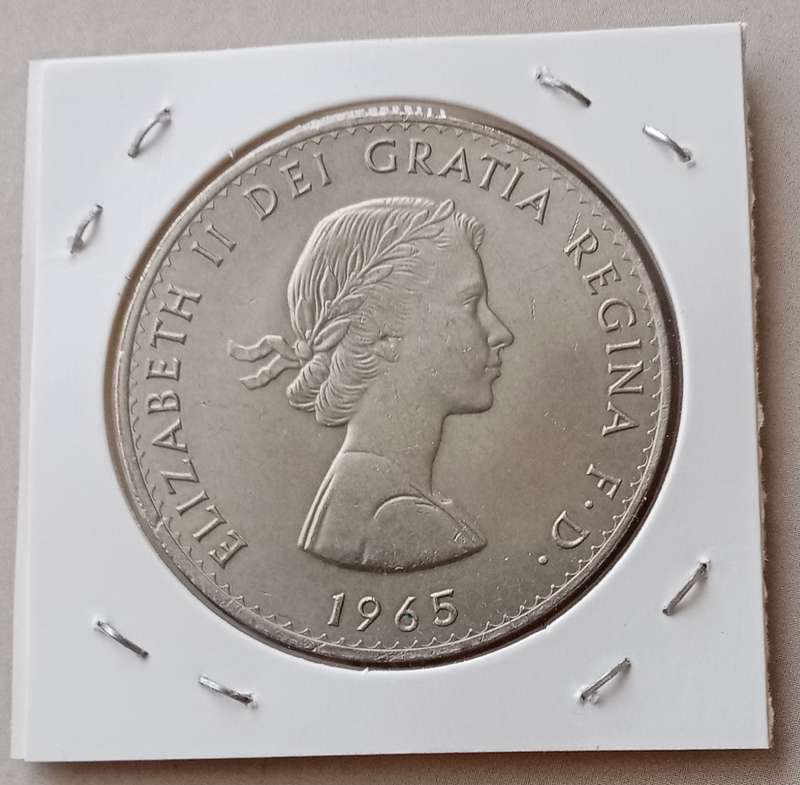 ELIZABETH II DEI GRATIA REGINA F·D·
1965